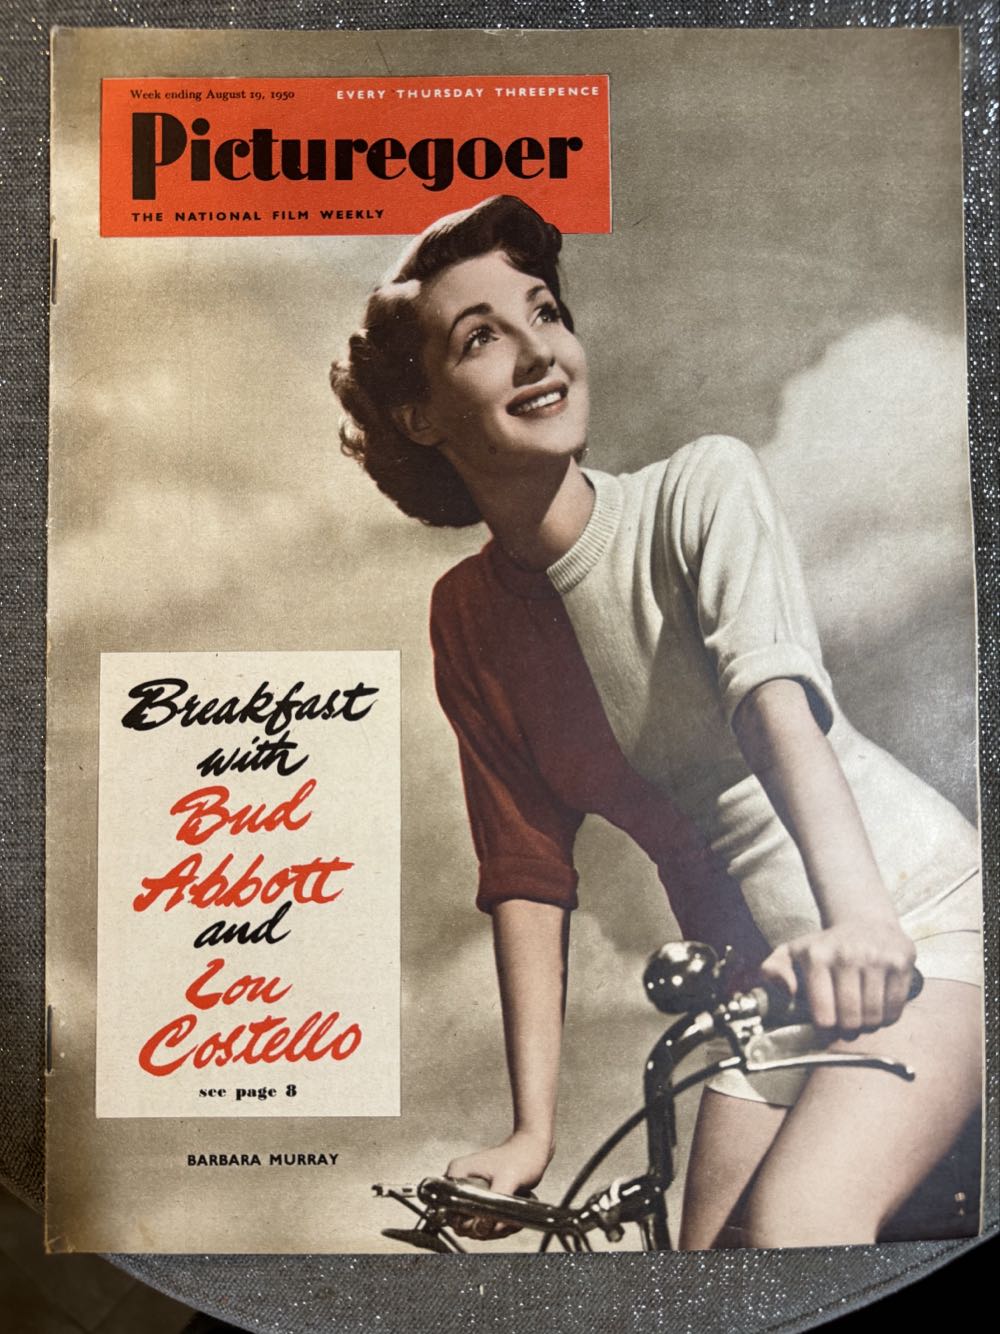 Week ending August 19, 1950 EVERY THURSDAY THREEPENCE
Picturegoer
THE NATIONAL FILM WEEKLY
Breakfast
with
Bud
Abbott
and
Lou
Costello
see page 8
BARBARA MURRAY